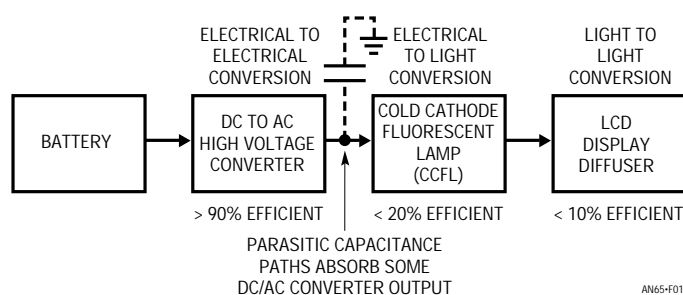 ELECTRICAL TO
ELECTRICAL
CONVERSION
ELECTRICAL
TO LIGHT
CONVERSION
LIGHT TO
LIGHT
CONVERSION
BATTERY
DC TO AC
HIGH VOLTAGE
CONVERTER
COLD CATHODE
FLUORESCENT
LAMP
(CCFL)
LCD
DISPLAY
DIFFUSER
> 90% EFFICIENT
< 20% EFFICIENT
< 10% EFFICIENT
PARASITIC CAPACITANCE
PATHS ABSORB SOME
DC/AC CONVERTER OUTPUT
AN65•F01